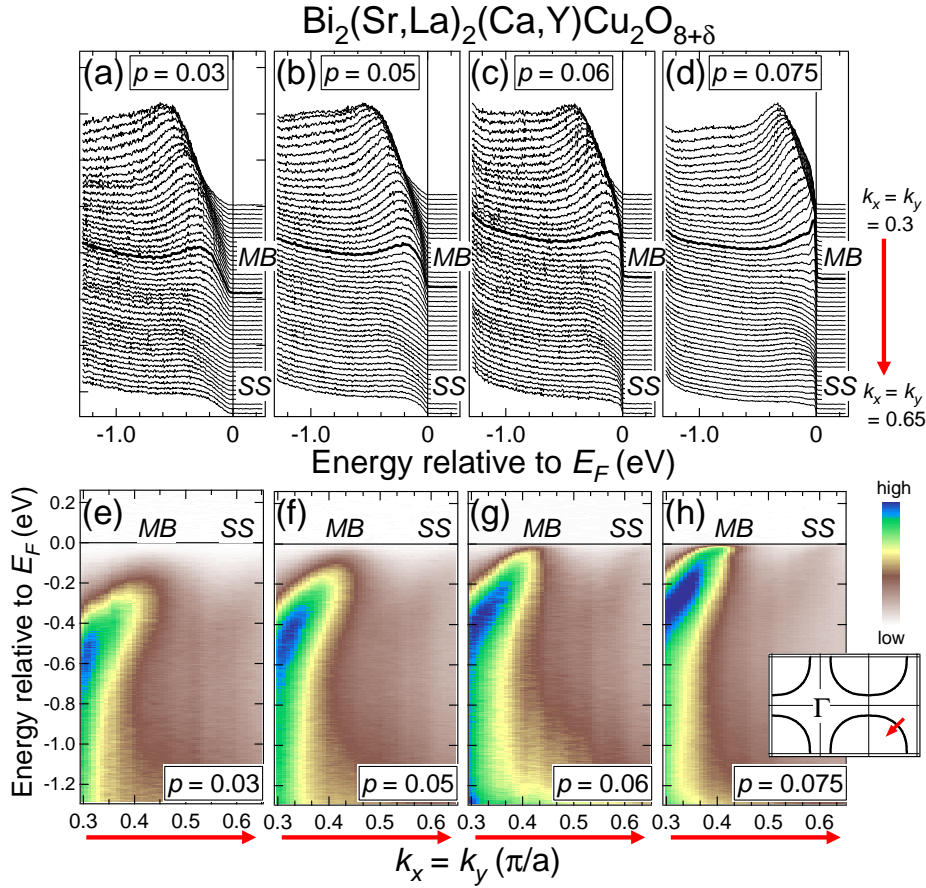 Bi2(Sr,La)2(Ca,Y)Cu2O8+δ
(a) p = 0.03
(b) p = 0.05
(c) p = 0.06
(d) p = 0.075
kx = ky
= 0.3
MB MB MB MB
SS SS SS SS
kx = ky
= 0.65
-1.0 0 -1.0 0 -1.0 0 -1.0 0
Energy relative to EF (eV)
(e) MB SS
(f) MB SS
(g) MB SS
(h) MB SS
high
low
Energy relative to EF (eV)
0.2
0.0
-0.2
-0.4
-0.6
-0.8
-1.0
-1.2
Γ
p = 0.03
p = 0.05
p = 0.06
p = 0.075
0.3 0.4 0.5 0.6 0.3 0.4 0.5 0.6 0.3 0.4 0.5 0.6 0.3 0.4 0.5 0.6
kx = ky (π/a)